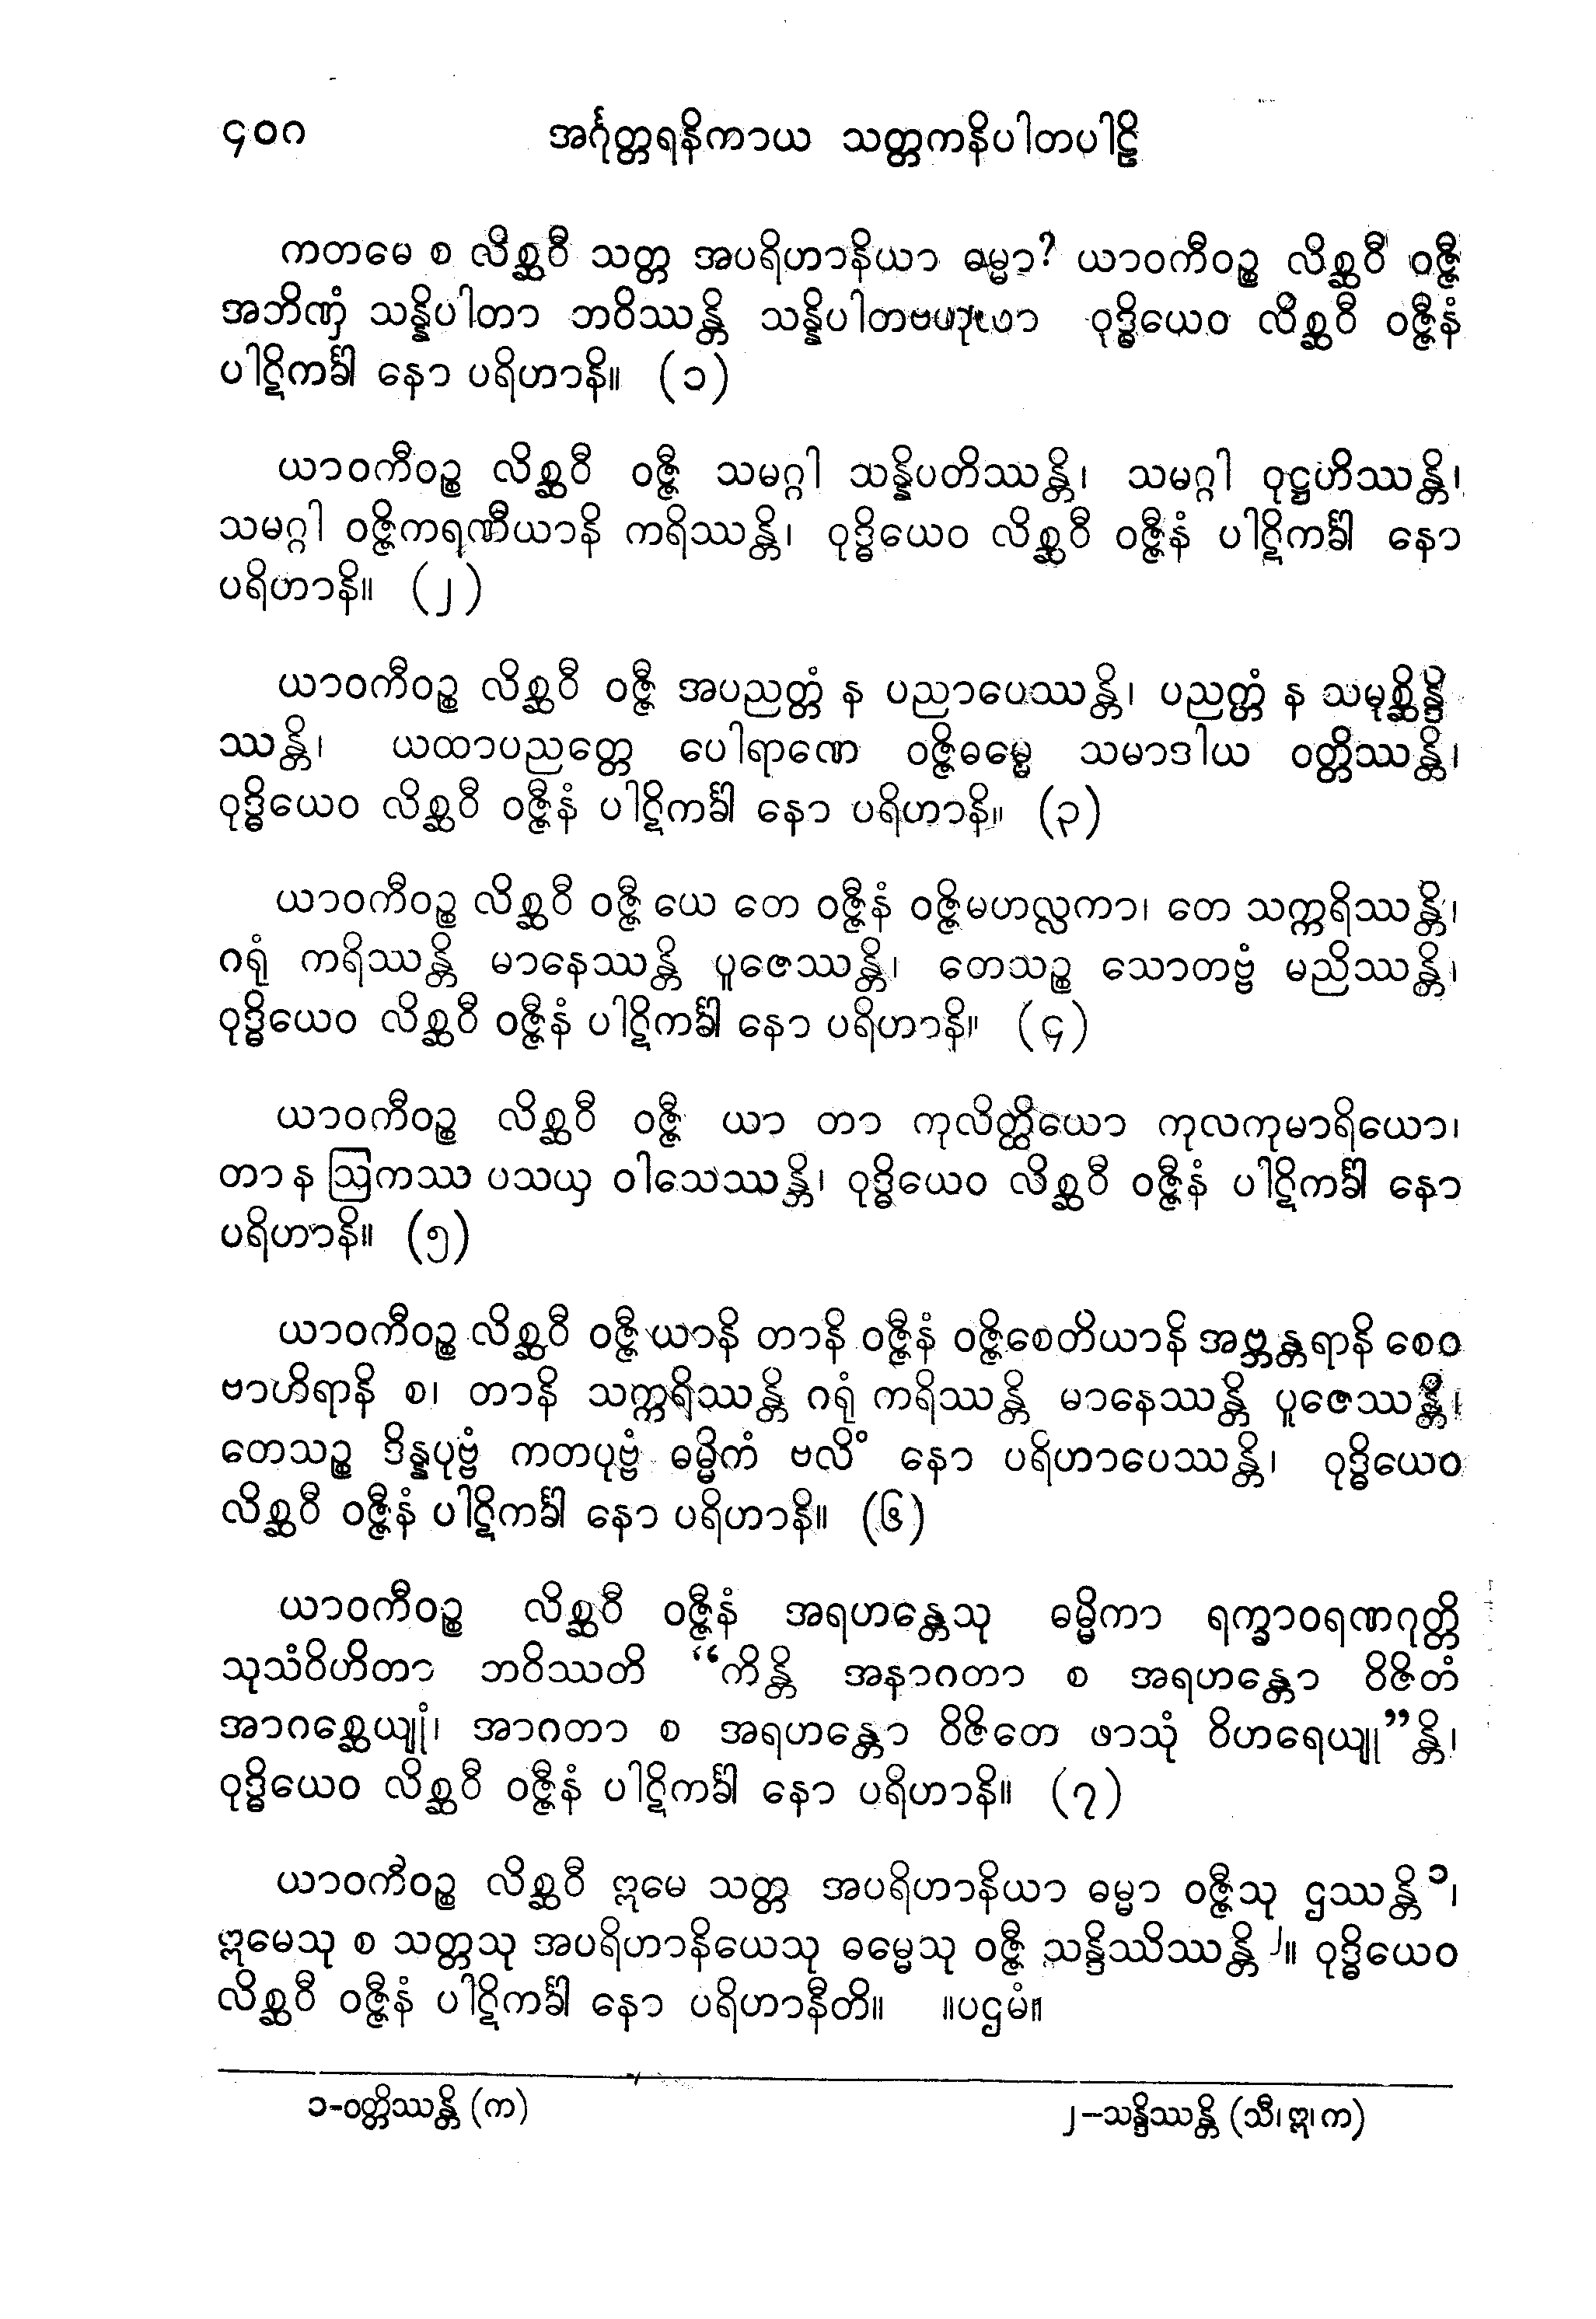 ၄၀၈ အင်္ဂုတ္တရနိကာယ သတ္တကနိပါတပါဠိ
ကတမေ စ လိစ္ဆဝီ သတ္တ အပရိဟာနိယာ ဓမ္မာ? ယာဝကီဝဉ္စ လိစ္ဆဝီ ဝဇ္ဇီ
အဘိဏှံ သန္နိပါတာ ဘဝိဿန္တိ သန္နိပါတ ဝုဒ္ဓိယေဝ လိစ္ဆဝီ ဝဇ္ဇီနံ
ပါဋိကင်္ခါ နော ပရိဟာနိ။ (၁)
ယာဝကီဝဉ္စ လိစ္ဆဝီ ဝဇ္ဇီ သမဂ္ဂါ သန္နိပတိဿန္တိ၊ သမဂ္ဂါ ဝုဋ္ဌဟိဿန္တိ၊
သမဂ္ဂါ ဝဇ္ဇိကရဏီယာနိ ကရိဿန္တိ၊ ဝုဒ္ဓိယေဝ လိစ္ဆဝီ ဝဇ္ဇီနံ ပါဋိကင်္ခါ နော
ပရိဟာနိ။ (၂)
ယာဝကီဝဉ္စ လိစ္ဆဝီ ဝဇ္ဇီ အပညတ္တံ န ပညာပေဿန္တိ၊ ပညတ္တံ န သမုစ္ဆိန္ဒိ
ဿန္တိ၊ ယထာပညတ္တေ ပေါရာဏေ ဝဇ္ဇိဓမ္မေ သမာဒါယ ဝတ္တိဿန္တိ၊
ဝုဒ္ဓိယေဝ လိစ္ဆဝီ ဝဇ္ဇီနံ ပါဋိကင်္ခါ နော ပရိဟာနိ။ (၃)
ယာဝကီဝဉ္စ လိစ္ဆဝီ ဝဇ္ဇီ ယေ တေ ဝဇ္ဇီနံ ဝဇ္ဇိမဟလ္လကာ၊ တေ သက္ကရိဿန္တိ၊
ဂရုံ ကရိဿန္တိ မာနေဿန္တိ ပူဇေဿန္တိ၊ တေသဉ္စ သောတဗ္ဗံ မညိဿန္တိ၊
ဝုဒ္ဓိယေဝ လိစ္ဆဝီ ဝဇ္ဇီနံ ပါဋိကင်္ခါ နော ပရိဟာနိ။ (၄)
ယာဝကီဝဉ္စ လိစ္ဆဝီ ဝဇ္ဇီ ယာ တာ ကုလိတ္ထိယော ကုလကုမာရိယော၊
တာ န ဩကဿ ပသယှ ဝါသေဿန္တိ၊ ဝုဒ္ဓိယေဝ လိစ္ဆဝီ ဝဇ္ဇီနံ ပါဋိကင်္ခါ နော
ပရိဟာနိ။ (၅)
ယာဝကီဝဉ္စ လိစ္ဆဝီ ဝဇ္ဇီ ယာနိ တာနိ ဝဇ္ဇီနံ ဝဇ္ဇိစေတိယာနိ အဗ္ဘန္တရာနိ စေဝ
ဗာဟိရာနိ စ၊ တာနိ သက္ကရိဿန္တိ ဂရုံ ကရိဿန္တိ မာနေဿန္တိ ပူဇေဿန္တိ၊
တေသဉ္စ ဒိန္နပုဗ္ဗံ ကတပုဗ္ဗံ ဓမ္မိကံ ဗလိံ နော ပရိဟာပေဿန္တိ၊ ဝုဒ္ဓိယေဝ
လိစ္ဆဝီ ဝဇ္ဇီနံ ပါဋိကင်္ခါ နော ပရိဟာနိ။ (၆)
ယာဝကီဝဉ္စ လိစ္ဆဝီ ဝဇ္ဇီနံ အရဟန္တေသု ဓမ္မိကာ ရက္ခာဝရဏဂုတ္တိ
သုသံဝိဟိတာ ဘဝိဿတိ “ကိန္တိ အနာဂတာ စ အရဟန္တော ဝိဇိတံ
အာဂစ္ဆေယျုံ၊ အာဂတာ စ အရဟန္တော ဝိဇိတေ ဖာသုံ ဝိဟရေယျု”န္တိ၊
ဝုဒ္ဓိယေဝ လိစ္ဆဝီ ဝဇ္ဇီနံ ပါဋိကင်္ခါ နော ပရိဟာနိ။ (၇)
ယာဝကီဝဉ္စ လိစ္ဆဝီ ဣမေ သတ္တ အပရိဟာနိယာ ဓမ္မာ ဝဇ္ဇီသု ဌဿန္တိ၁၊
ဣမေသု စ သတ္တသု အပရိဟာနိယေသု ဓမ္မေသု ဝဇ္ဇီ သန္ဒိဿိဿန္တိ၂။ ဝုဒ္ဓိယေဝ
လိစ္ဆဝီ ဝဇ္ဇီနံ ပါဋိကင်္ခါ နော ပရိဟာနီတိ။ ။ပဌမံ။
၁-ဝတ္တိဿန္တိ (က) ၂-သန္ဒိဿန္တိ (သီ၊ ဣ၊ က)